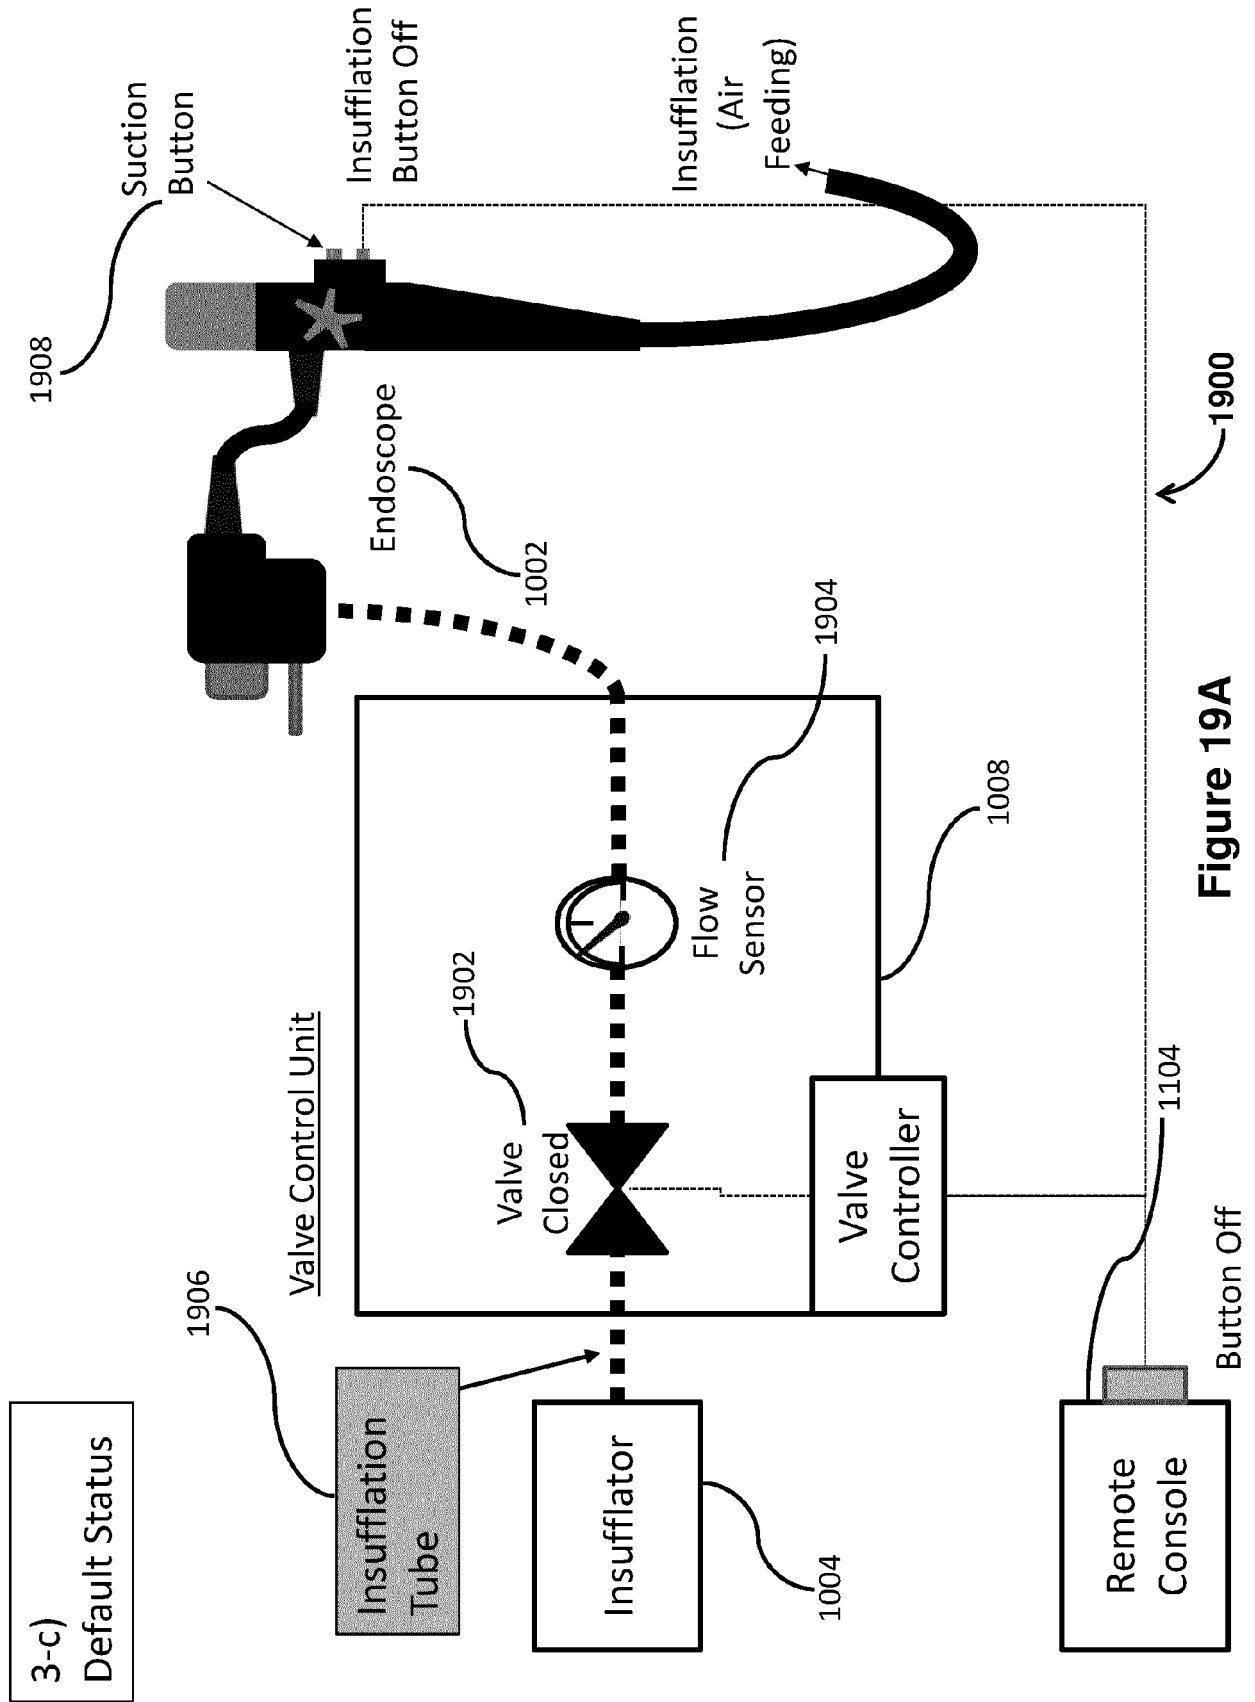 3-c)
Default Status
1906
Insufflation
Tube
Insufflator
1004
Remote
Console
Button Off
1104
Valve Control Unit
Valve
Closed
1902
Valve
Controller
1008
Flow
Sensor
1904
Endoscope
1002
1908
Suction
Button
Insufflation
Button Off
Insufflation
(Air
Feeding)
1900
Figure 19A